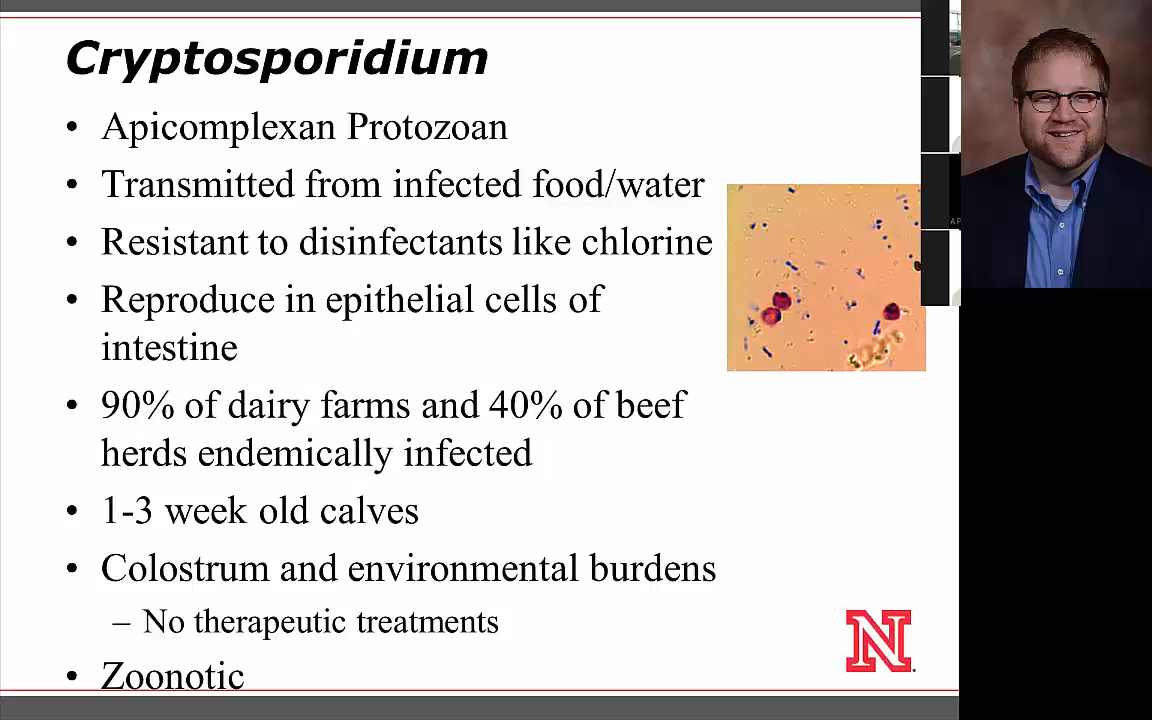 Cryptosporidium
• Apicomplexan Protozoan
• Transmitted from infected food/water
• Resistant to disinfectants like chlorine
• Reproduce in epithelial cells of
intestine
• 90% of dairy farms and 40% of beef
herds endemically infected
• 1-3 week old calves
• Colostrum and environmental burdens
– No therapeutic treatments
• Zoonotic
AP
N